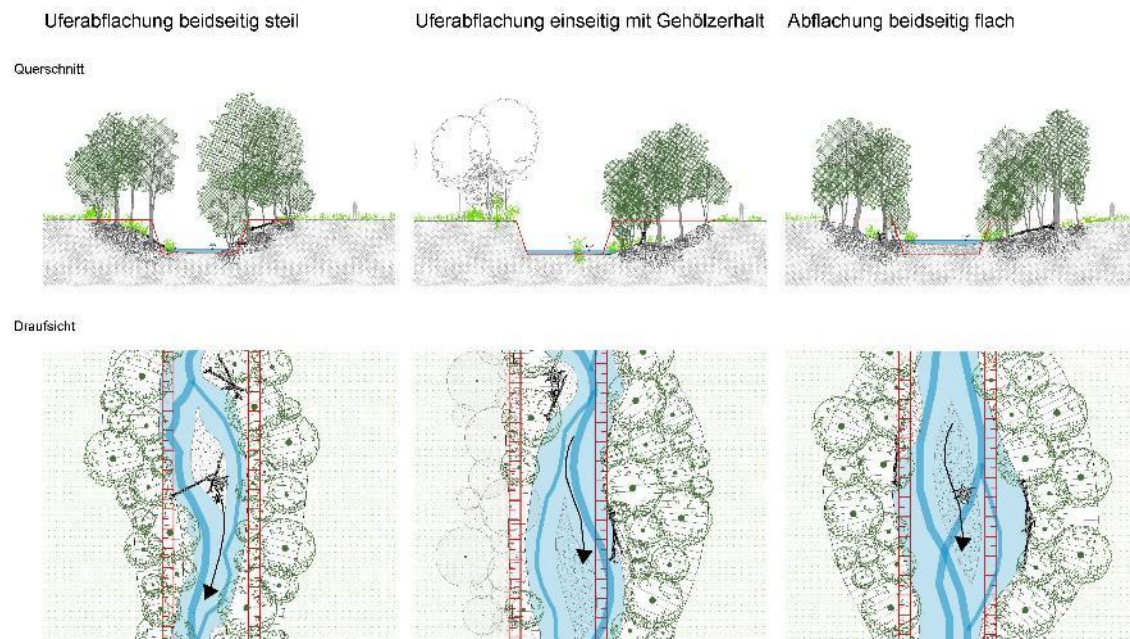 Uferabflachung beidseitig steil
Uferabflachung einseitig mit Gehölzerhalt
Abflachung beidseitig flach
Querschnitt
Draufsicht